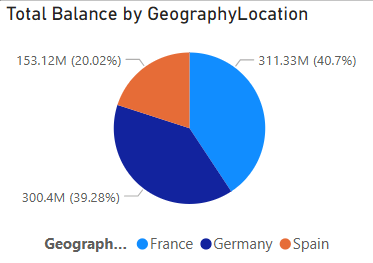 Total Balance by GeographyLocation
153.12M (20.02%)
311.33M (40.7%)
300.4M (39.28%)
Geograph... France Germany Spain